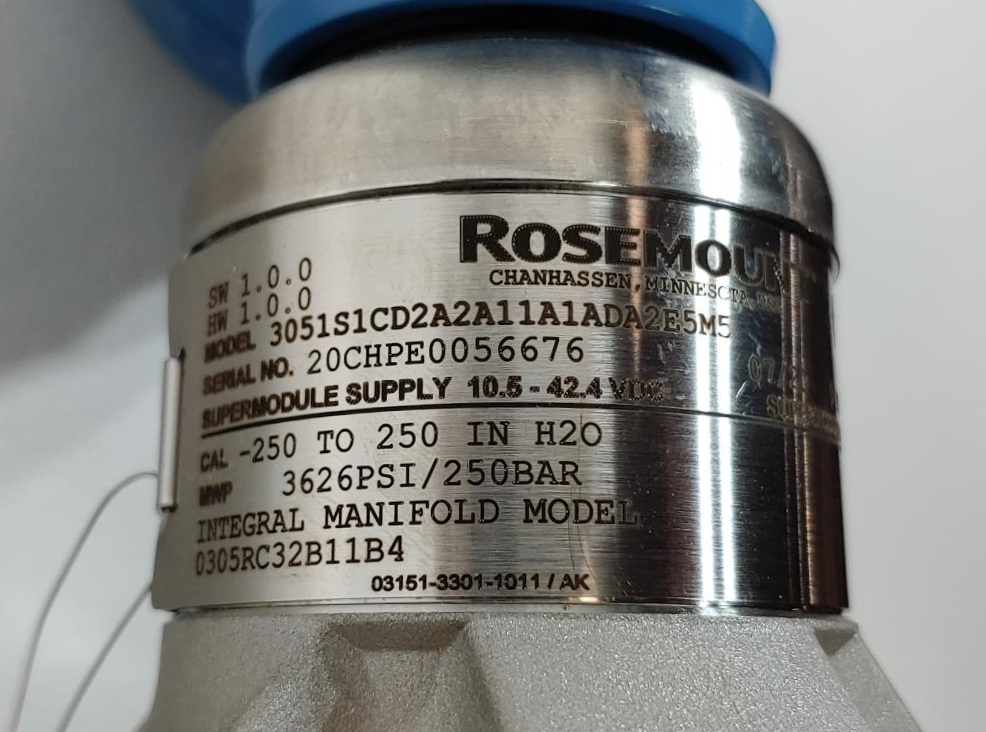 ROSEMOUN
CHANHASSEN, MINNESOTA
SW 1.0.0
HW 1.0.0
MODEL 3051S1CD2A2A11A1ADA2E5M5
SERIAL NO. 20CHPE0056676
SUPERMODULE SUPPLY 10.5 - 42.4 VDC
CAL -250 TO 250 IN H2O
MWP 3626PSI/250BAR
INTEGRAL MANIFOLD MODEL
0305RC32B11B4
03151-3301-1011 / AK